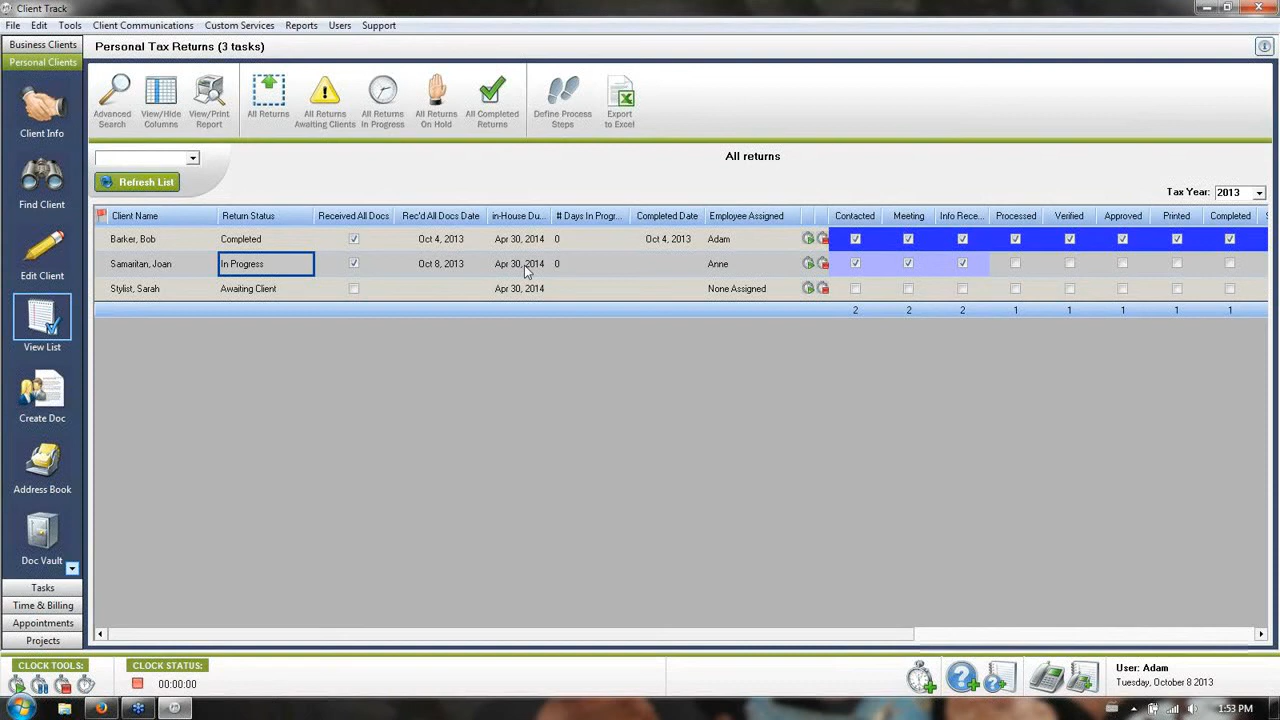 Client Track
File Edit Tools Client Communications Custom Services Reports Users Support
Business Clients
Personal Clients
Client Info
Find Client
Edit Client
View List
Create Doc
Address Book
Doc Vault
Tasks
Time & Billing
Appointments
Projects
Personal Tax Returns (3 tasks)
Advanced Search
View/Hide Columns
View/Print Report
All Returns
All Returns Awaiting Clients
All Returns In Progress
All Returns On Hold
All Completed Returns
Define Process Steps
Export to Excel
Refresh List
All returns
Tax Year: 2013
Client Name Return Status Received All Docs Rec'd All Docs Date in-House Du... # Days In Progr... Completed Date Employee Assigned Contacted Meeting Info Rece... Processed Verified Approved Printed Completed
Barker, Bob Completed Oct 4, 2013 Apr 30, 2014 0 Oct 4, 2013 Adam
Samaritan, Joan In Progress Oct 8, 2013 Apr 30, 2014 0 Anne
Stylist, Sarah Awaiting Client Apr 30, 2014 None Assigned
2 2 2 1 1 1 1 1
CLOCK TOOLS: CLOCK STATUS:
00:00:00
User: Adam
Tuesday, October 8 2013
1:53 PM